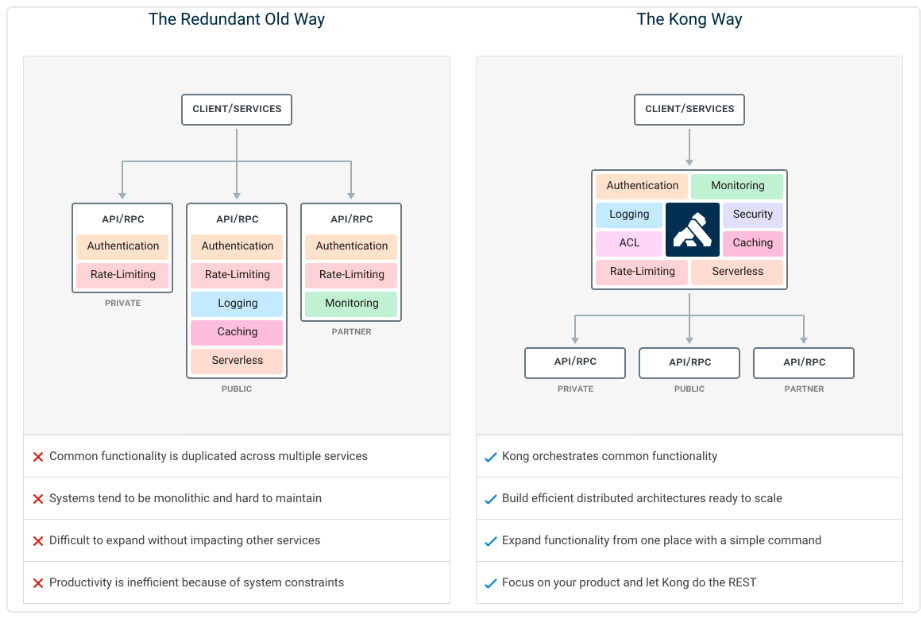 The Redundant Old Way
CLIENT/SERVICES
API/RPC
Authentication
Rate-Limiting
PRIVATE
API/RPC
Authentication
Rate-Limiting
Logging
Caching
Serverless
PUBLIC
API/RPC
Authentication
Rate-Limiting
Monitoring
PARTNER
Common functionality is duplicated across multiple services
Systems tend to be monolithic and hard to maintain
Difficult to expand without impacting other services
Productivity is inefficient because of system constraints
The Kong Way
CLIENT/SERVICES
Authentication
Monitoring
Logging
Security
ACL
Caching
Rate-Limiting
Serverless
API/RPC
PRIVATE
API/RPC
PUBLIC
API/RPC
PARTNER
Kong orchestrates common functionality
Build efficient distributed architectures ready to scale
Expand functionality from one place with a simple command
Focus on your product and let Kong do the REST